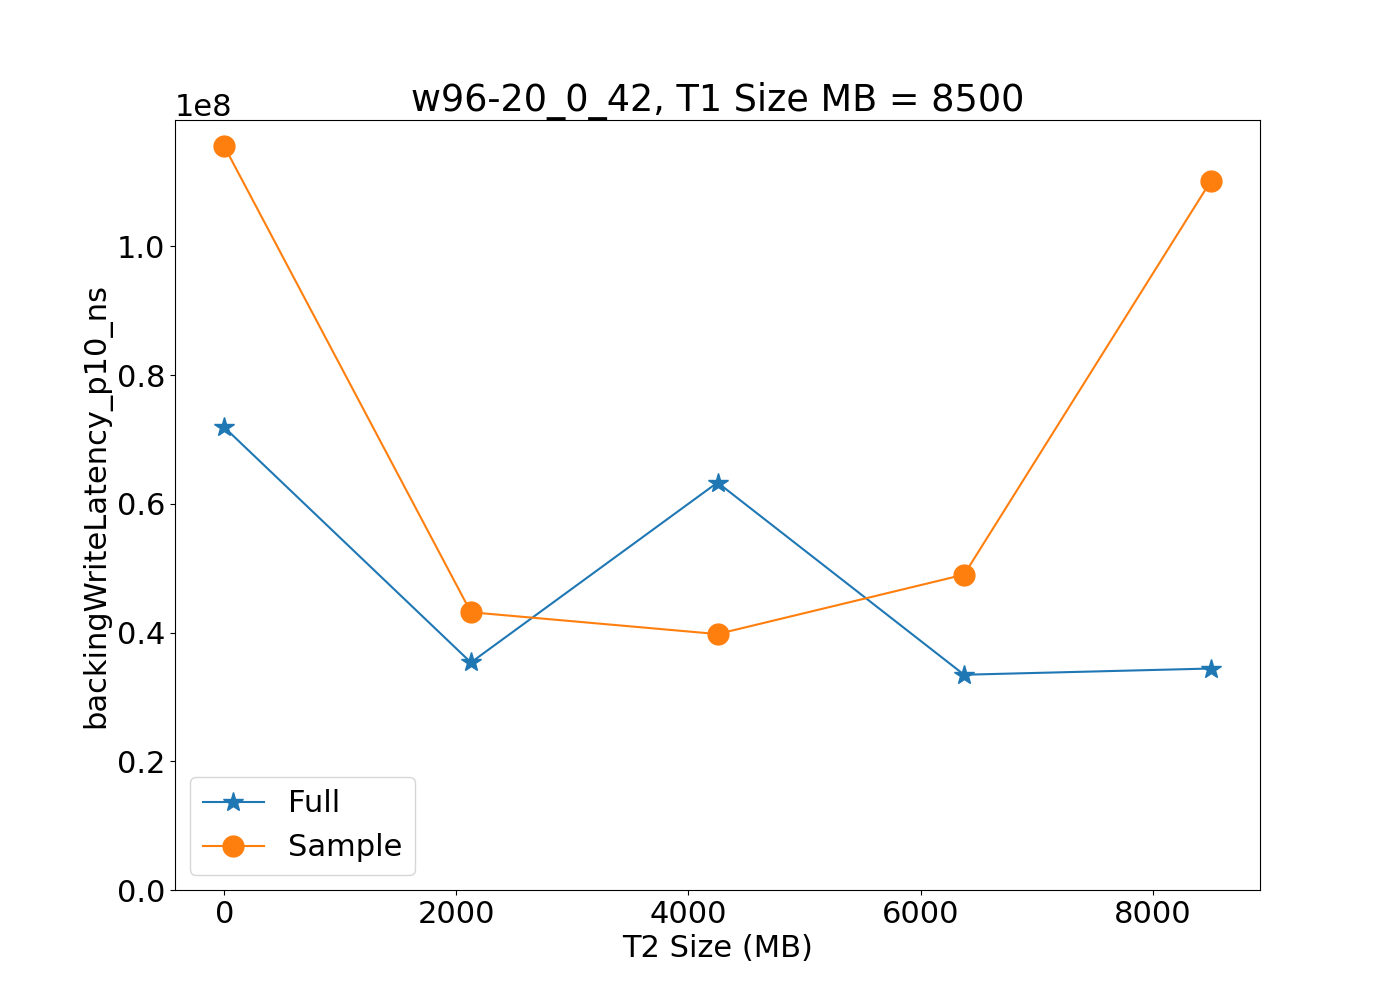 w96-20_0_42, T1 Size MB = 8500
1e8
1.0
0.8
0.6
0.4
0.2
0.0
backingWriteLatency_p10_ns
Full
Sample
0 2000 4000 6000 8000
T2 Size (MB)